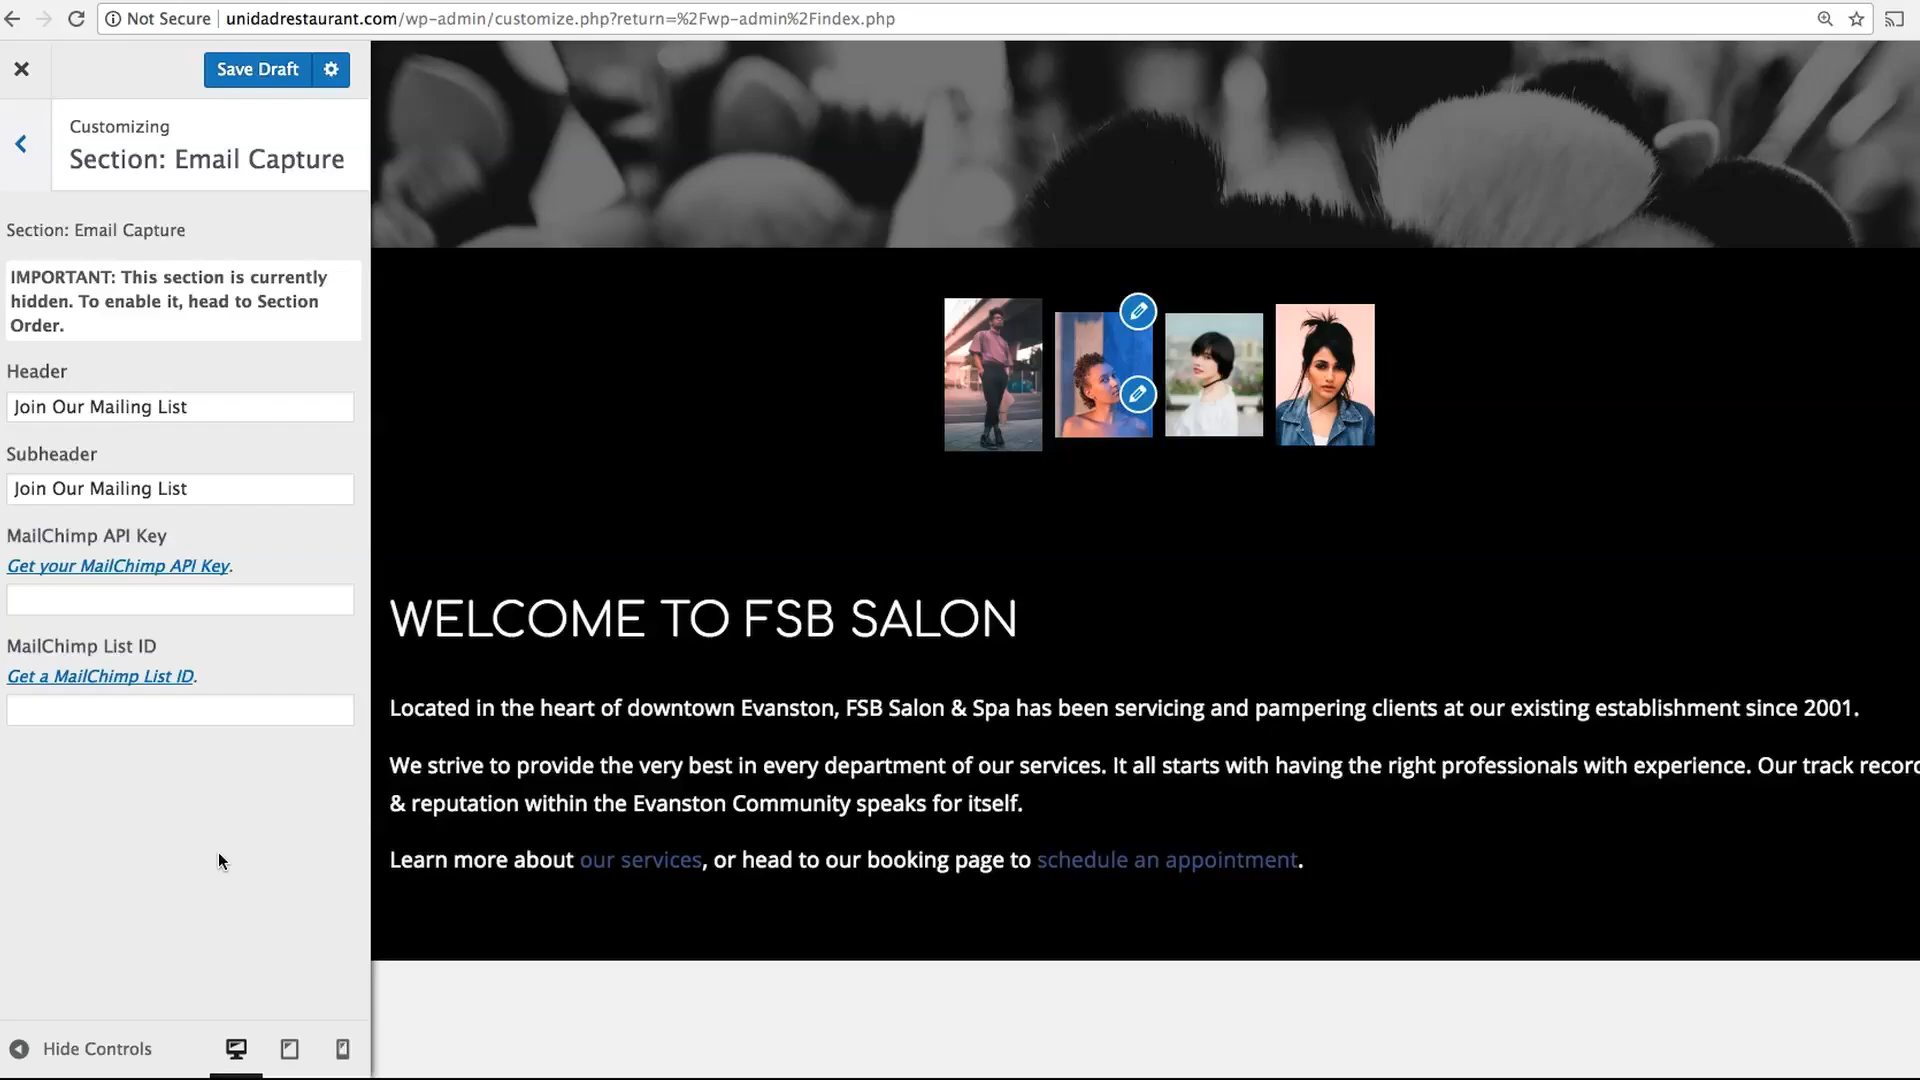 Not Secure | unidadrestaurant.com/wp-admin/customize.php?return=%2Fwp-admin%2Findex.php
Save Draft
Customizing
Section: Email Capture
Section: Email Capture
IMPORTANT: This section is currently
hidden. To enable it, head to Section
Order.
Header
Join Our Mailing List
Subheader
Join Our Mailing List
MailChimp API Key
Get your MailChimp API Key.
MailChimp List ID
Get a MailChimp List ID.
Hide Controls
WELCOME TO FSB SALON
Located in the heart of downtown Evanston, FSB Salon & Spa has been servicing and pampering clients at our existing establishment since 2001.
We strive to provide the very best in every department of our services. It all starts with having the right professionals with experience. Our track record
& reputation within the Evanston Community speaks for itself.
Learn more about our services, or head to our booking page to schedule an appointment.